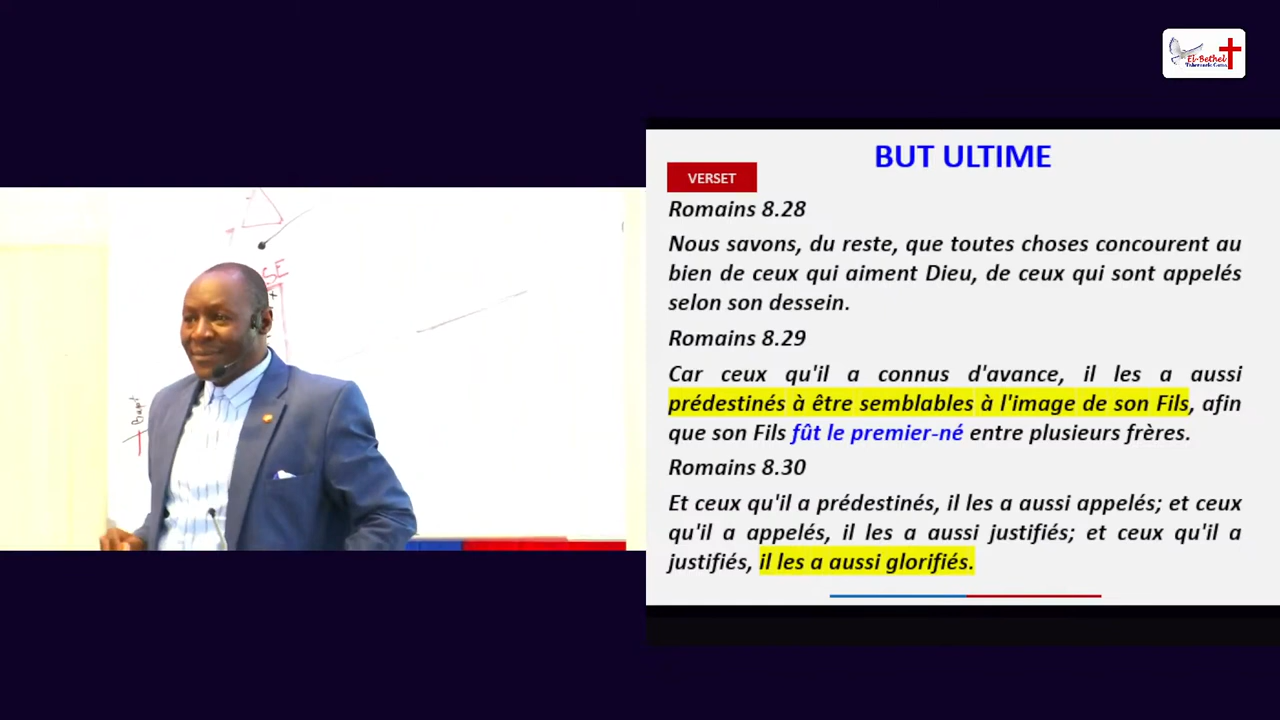 El-Bethel
BUT ULTIME
VERSET
Romains 8.28
Nous savons, du reste, que toutes choses concourent au
bien de ceux qui aiment Dieu, de ceux qui sont appelés
selon son dessein.
Romains 8.29
Car ceux qu'il a connus d'avance, il les a aussi
prédestinés à être semblables à l'image de son Fils, afin
que son Fils fût le premier-né entre plusieurs frères.
Romains 8.30
Et ceux qu'il a prédestinés, il les a aussi appelés; et ceux
qu'il a appelés, il les a aussi justifiés; et ceux qu'il a
justifiés, il les a aussi glorifiés.
SE
Bapt